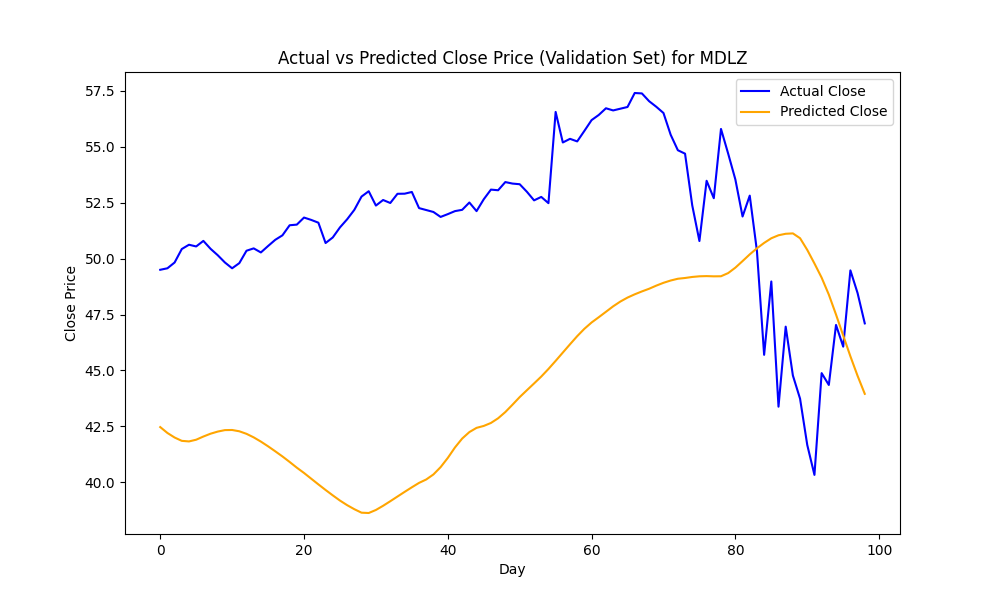 Actual vs Predicted Close Price (Validation Set) for MDLZ
Actual Close
Predicted Close
Close Price
57.5
55.0
52.5
50.0
47.5
45.0
42.5
40.0
0 20 40 60 80 100
Day